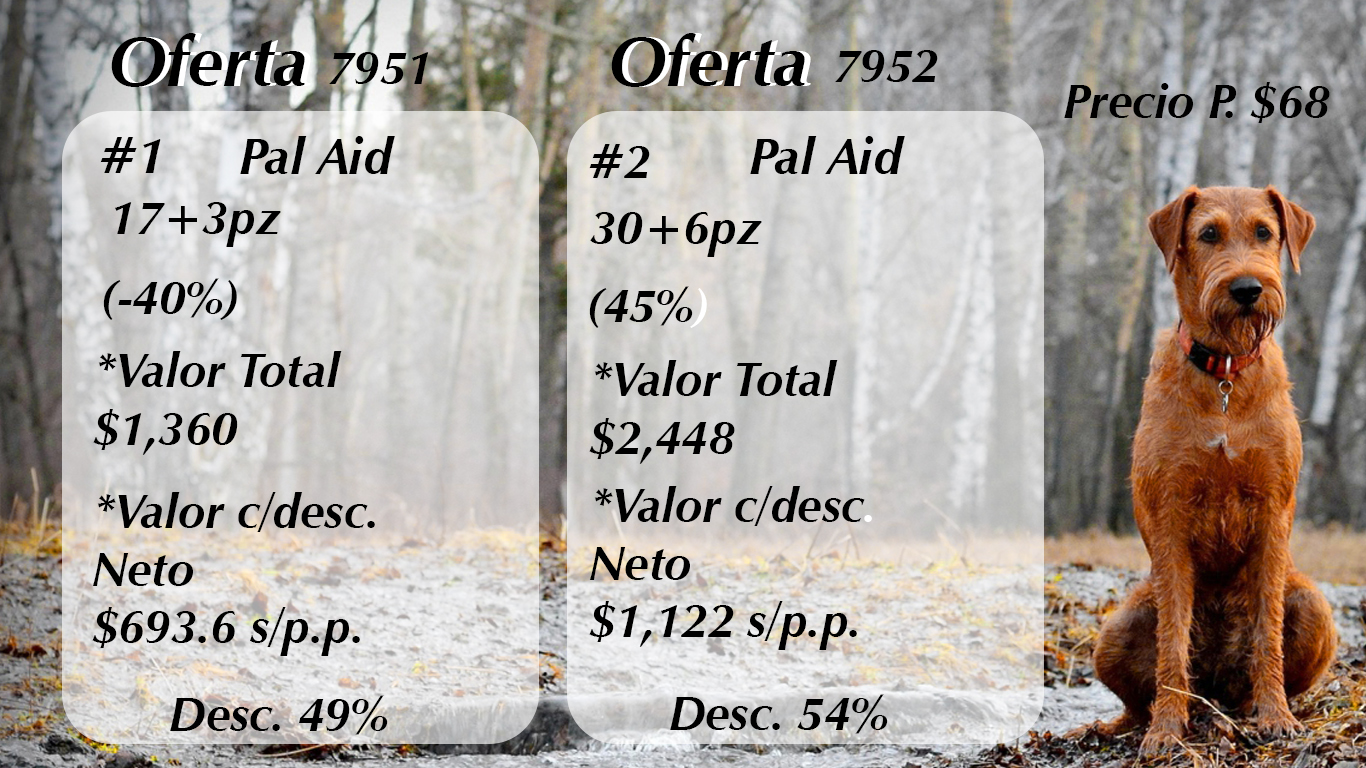 Oferta 7951
#1 Pal Aid
17+3pz
(-40%)
*Valor Total
$1,360
*Valor c/desc.
Neto
$693.6 s/p.p.
Desc. 49%
Oferta 7952
#2 Pal Aid
30+6pz
(45%)
*Valor Total
$2,448
*Valor c/desc.
Neto
$1,122 s/p.p.
Desc. 54%
Precio P. $68